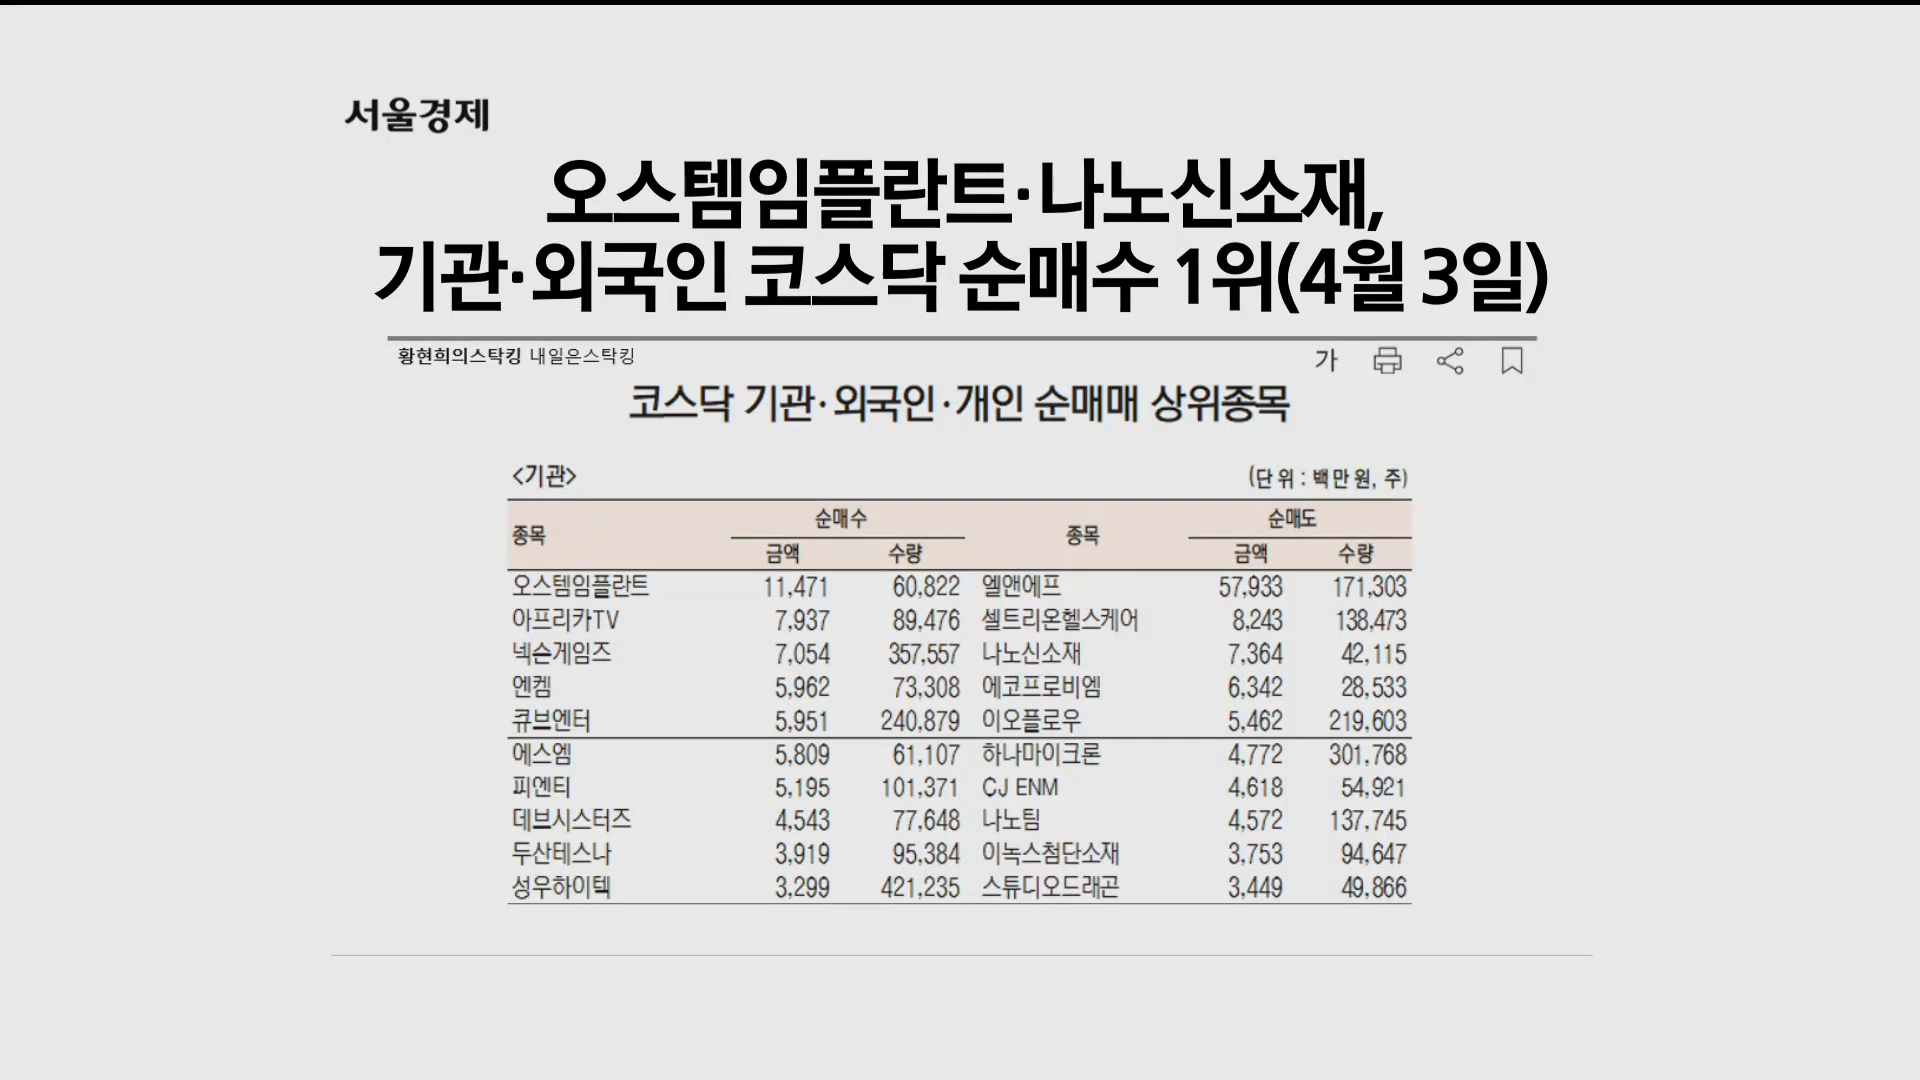 서울경제
오스템임플란트·나노신소재,
기관·외국인 코스닥 순매수 1위(4월 3일)
황현희의스탁킹 내일은스탁킹
가
코스닥 기관·외국인·개인 순매매 상위종목
<기관> (단위 : 백만원, 주)
종목 순매수 종목 순매도
금액 수량 금액 수량
오스템임플란트 11,471 60,822 엘앤에프 57,933 171,303
아프리카TV 7,937 89,476 셀트리온헬스케어 8,243 138,473
넥슨게임즈 7,054 357,557 나노신소재 7,364 42,115
엔켐 5,962 73,308 에코프로비엠 6,342 28,533
큐브엔터 5,951 240,879 이오플로우 5,462 219,603
에스엠 5,809 61,107 하나마이크론 4,772 301,768
피엔티 5,195 101,371 CJ ENM 4,618 54,921
데브시스터즈 4,543 77,648 나노팀 4,572 137,745
두산테스나 3,919 95,384 이녹스첨단소재 3,753 94,647
성우하이텍 3,299 421,235 스튜디오드래곤 3,449 49,866